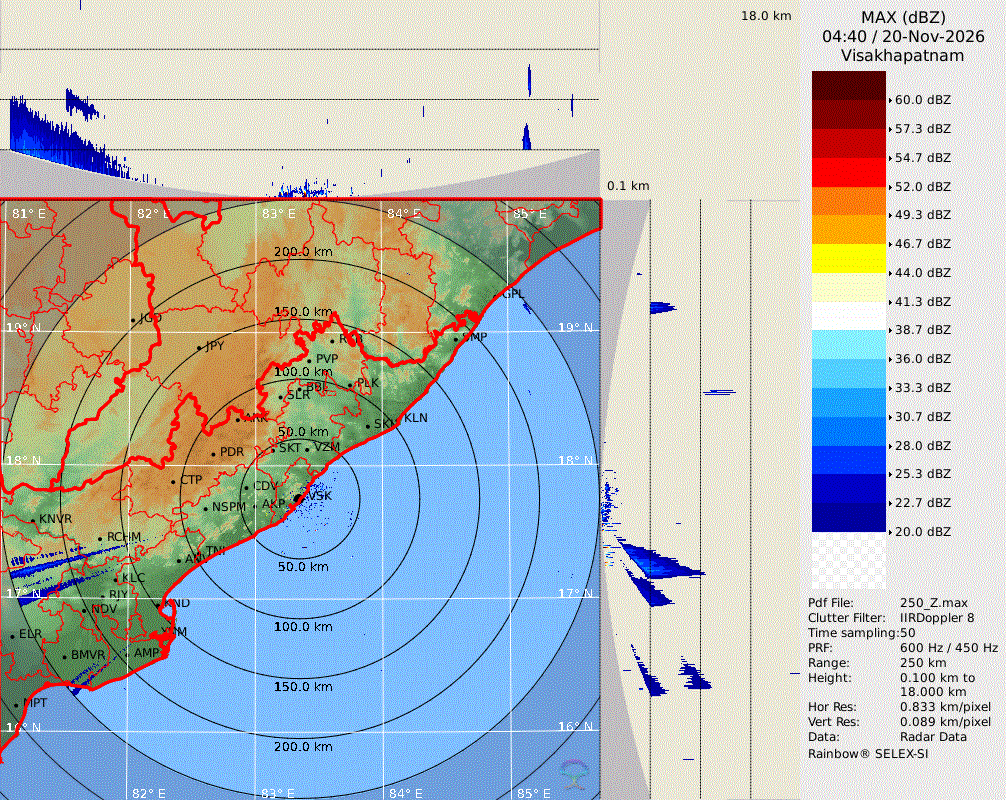 18.0 km
0.1 km
MAX (dBZ)
04:40 / 20-Nov-2026
Visakhapatnam
60.0 dBZ
57.3 dBZ
54.7 dBZ
52.0 dBZ
49.3 dBZ
46.7 dBZ
44.0 dBZ
41.3 dBZ
38.7 dBZ
36.0 dBZ
33.3 dBZ
30.7 dBZ
28.0 dBZ
25.3 dBZ
22.7 dBZ
20.0 dBZ
81° E 82° E 83° E 84° E 85° E
200.0 km
GPL
150.0 km
JGD
19° N 19° N
JPY
PVP
100.0 km
PLK
BBL
SLR
ARK
SKL KLN
50.0 km
SKT VZM
PDR
18° N 18° N
CTP
CDV
VSK
NSPM AKP
KNVR
RCHM
TNI
50.0 km
KLC
17° N 17° N
RJY
KND
NDV
100.0 km
ELR
BMVR AMP
150.0 km
MPT
16° N 16° N
200.0 km
82° E 83° E 84° E 85° E
Pdf File: 250_Z.max
Clutter Filter: IIRDoppler 8
Time sampling:50
PRF: 600 Hz / 450 Hz
Range: 250 km
Height: 0.100 km to
18.000 km
Hor Res: 0.833 km/pixel
Vert Res: 0.089 km/pixel
Data: Radar Data
Rainbow® SELEX-SI